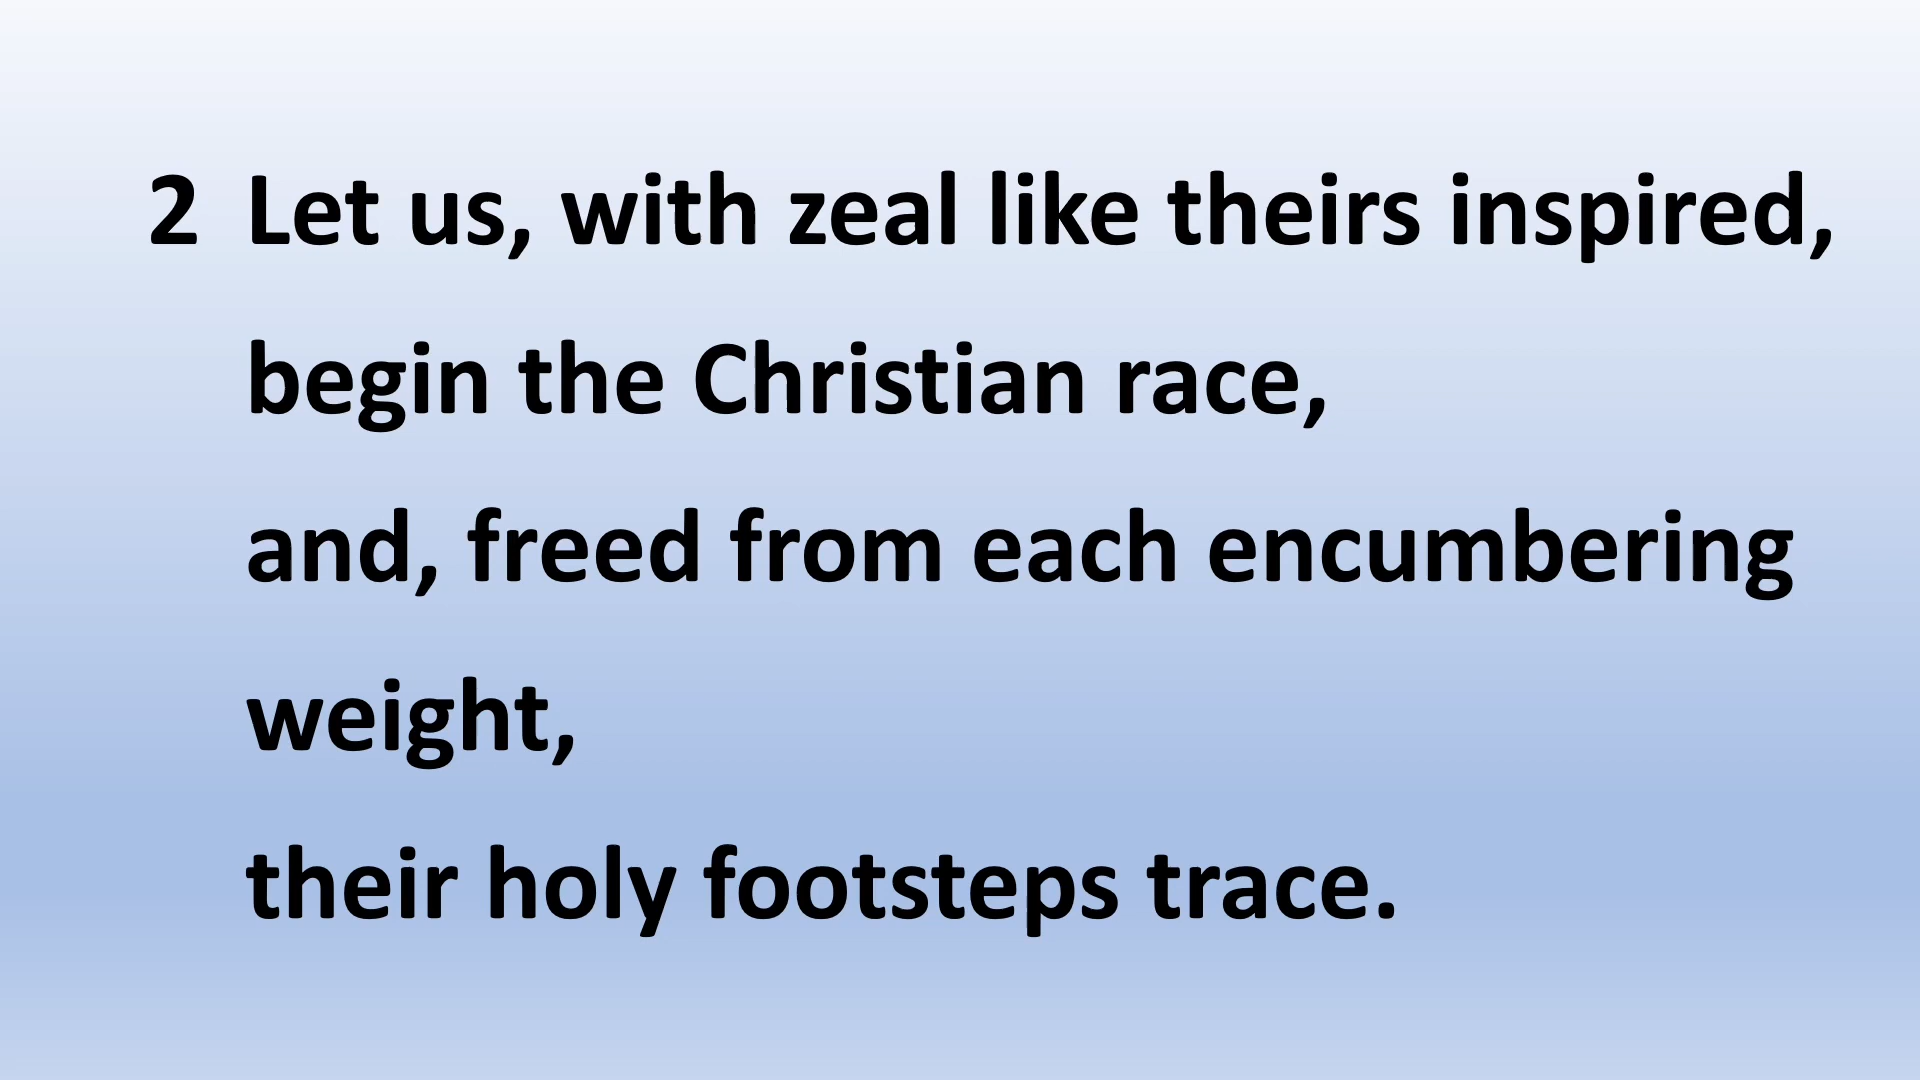 2 Let us, with zeal like theirs inspired,
begin the Christian race,
and, freed from each encumbering
weight,
their holy footsteps trace.